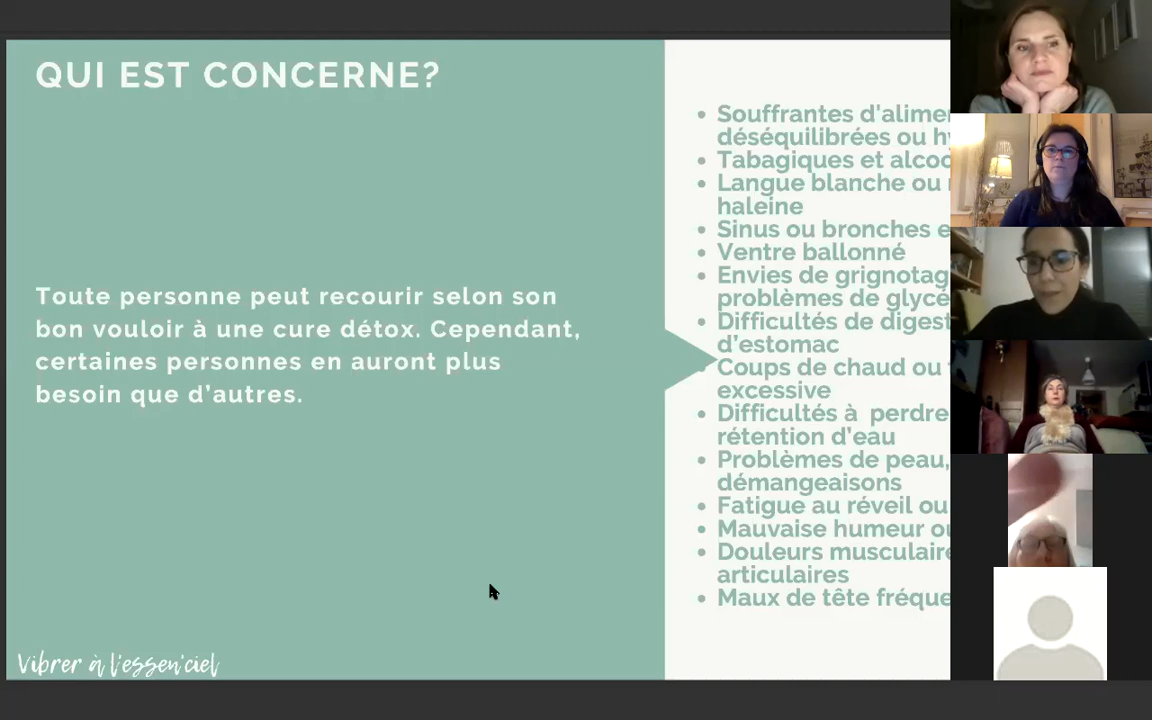 QUI EST CONCERNE?
Toute personne peut recourir selon son
bon vouloir à une cure détox. Cependant,
certaines personnes en auront plus
besoin que d'autres.
Souffrantes d'alime
déséquilibrées ou hy
Tabagiques et alcoo
Langue blanche ou
haleine
Sinus ou bronches e
Ventre ballonné
Envies de grignotag
problèmes de glycé
Difficultés de digest
d'estomac
Coups de chaud ou
excessive
Difficultés à perdre
rétention d'eau
Problèmes de peau,
démangeaisons
Fatigue au réveil ou
Mauvaise humeur ou
Douleurs musculaire
articulaires
Maux de tête fréque
Vibrer à l'essen'ciel